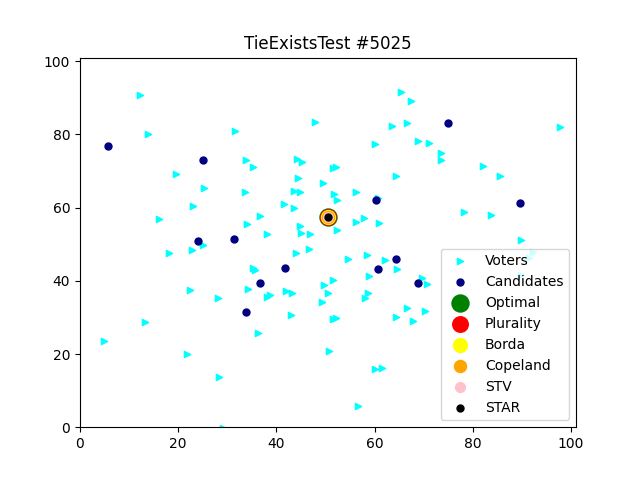 TieExistsTest #5025
100
80
60
40
20
0
0 20 40 60 80 100
Voters
Candidates
Optimal
Plurality
Borda
Copeland
STV
STAR